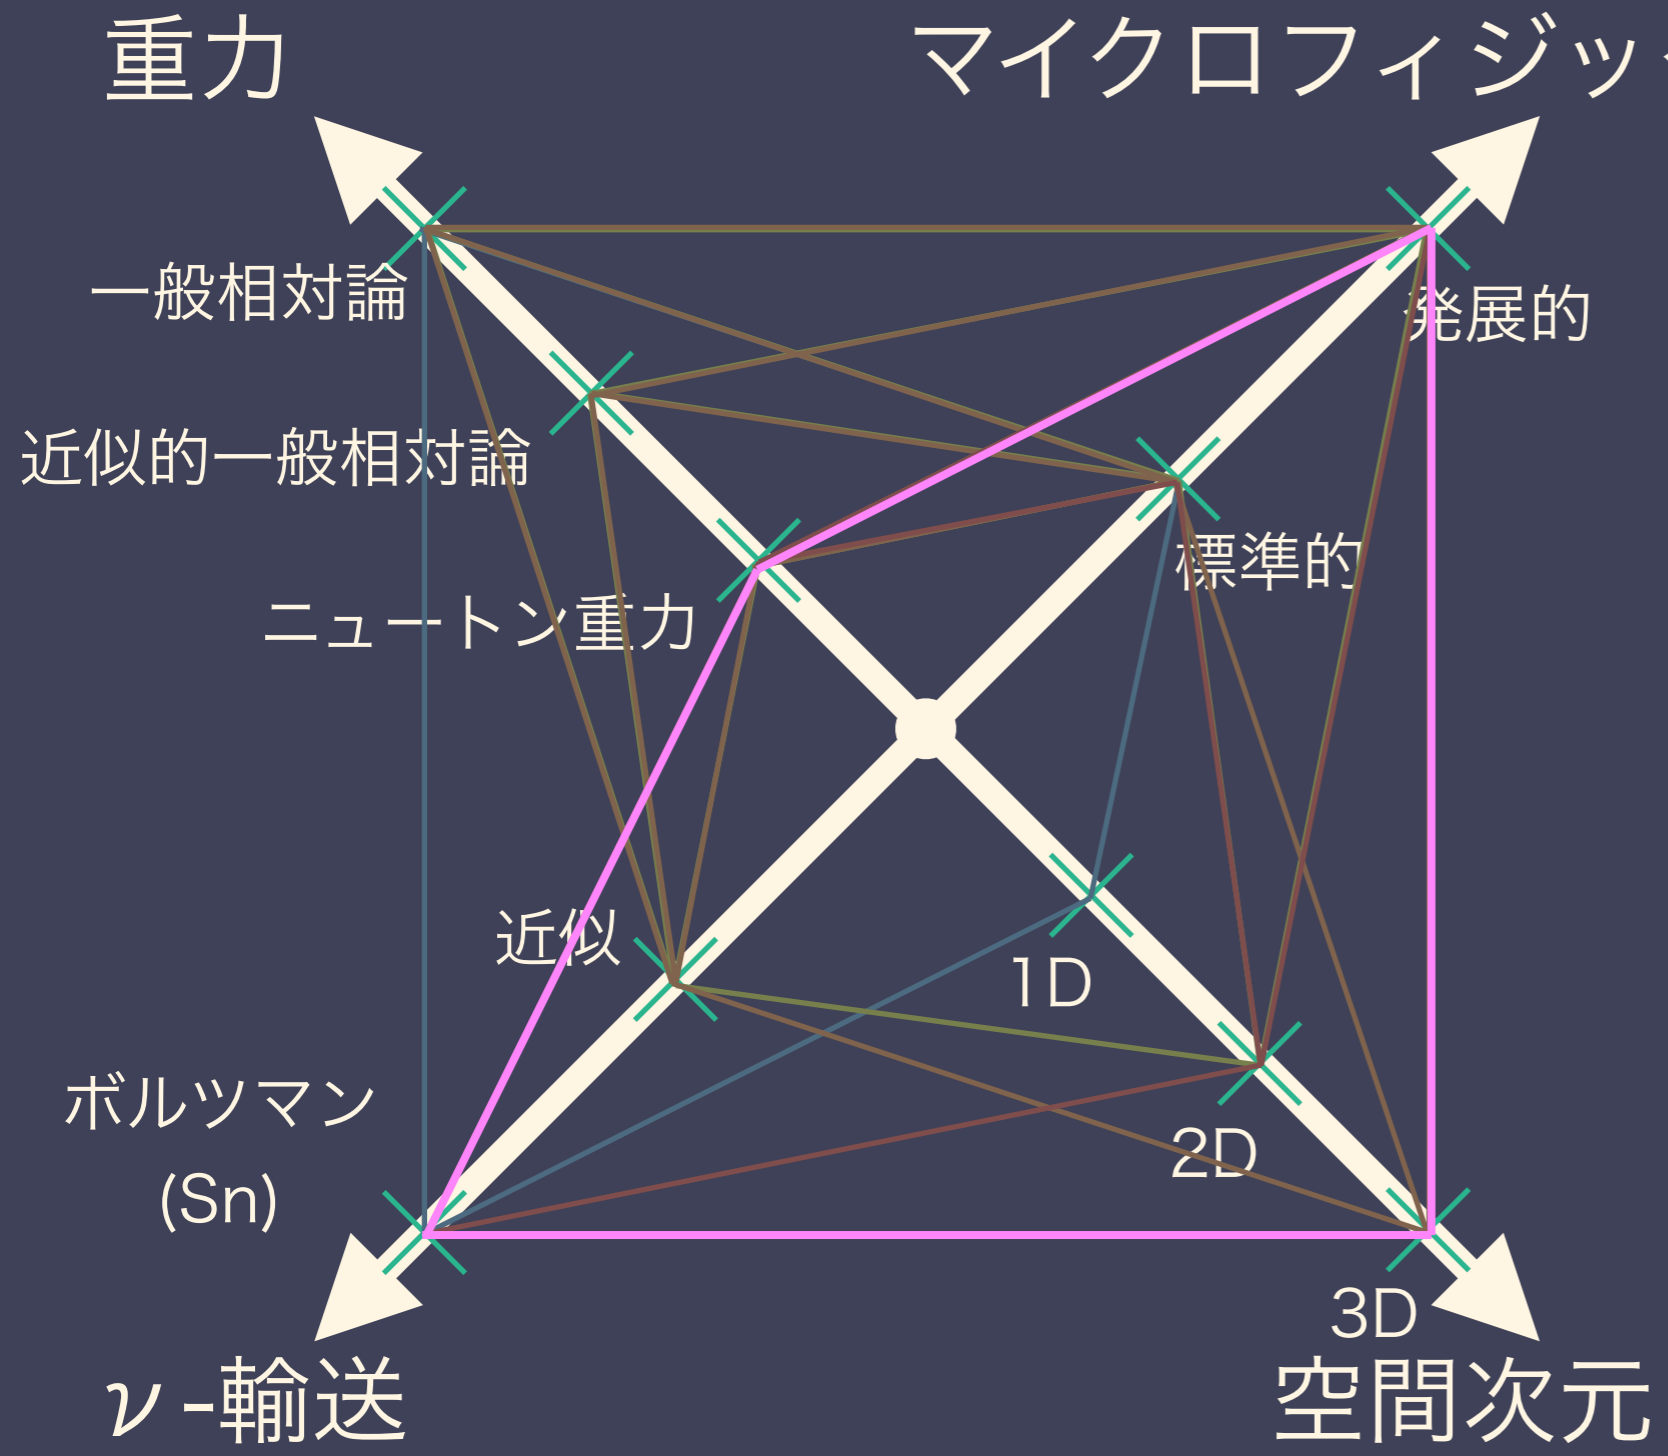 重力
マイクロフィジッ
一般相対論
発展的
近似的一般相対論
標準的
ニュートン重力
近似
1D
ボルツマン
(Sn)
2D
3D
ν-輸送
空間次元